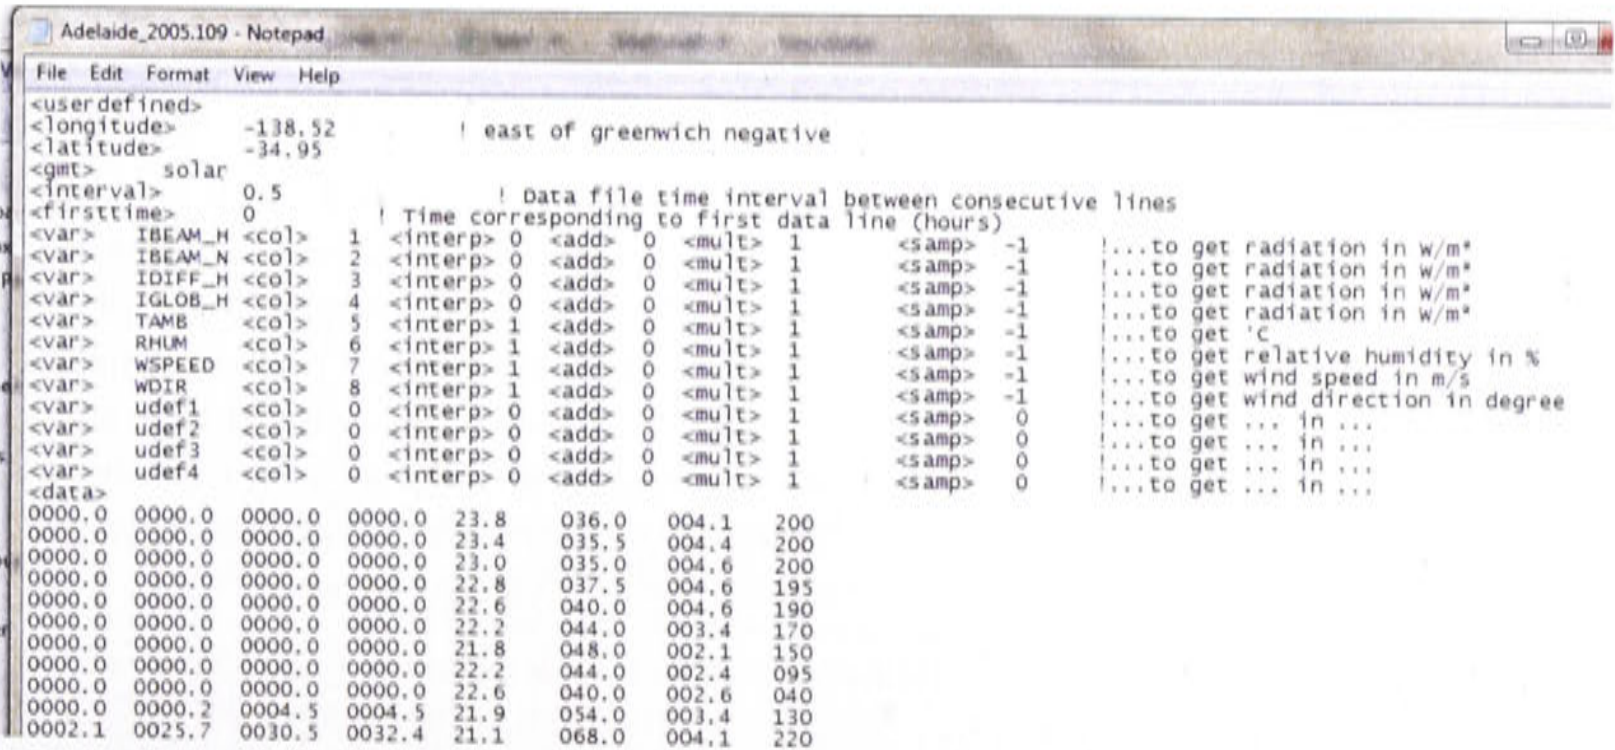 Adelaide_2005.109 - Notepad
File Edit Format View Help
<userdefined>
<longitude> -138.52 ! east of greenwich negative
<latitude> -34.95
<gmt> solar
<interval> 0.5 ! Data file time interval between consecutive lines
<firsttime> 0 ! Time corresponding to first data line (hours)
<var> IBEAM_H <col> 1 <interp> 0 <add> 0 <mult> 1 <samp> -1 !...to get radiation in W/m²
<var> IBEAM_N <col> 2 <interp> 0 <add> 0 <mult> 1 <samp> -1 !...to get radiation in W/m²
<var> IDIFF_H <col> 3 <interp> 0 <add> 0 <mult> 1 <samp> -1 !...to get radiation in W/m²
<var> IGLOB_H <col> 4 <interp> 0 <add> 0 <mult> 1 <samp> -1 !...to get radiation in W/m²
<var> TAMB <col> 5 <interp> 1 <add> 0 <mult> 1 <samp> -1 !...to get 'C
<var> RHUM <col> 6 <interp> 1 <add> 0 <mult> 1 <samp> -1 !...to get relative humidity in %
<var> WSPEED <col> 7 <interp> 1 <add> 0 <mult> 1 <samp> -1 !...to get wind speed in m/s
<var> WDIR <col> 8 <interp> 1 <add> 0 <mult> 1 <samp> -1 !...to get wind direction in degree
<var> udef1 <col> 0 <interp> 0 <add> 0 <mult> 1 <samp> 0 !...to get ... in ...
<var> udef2 <col> 0 <interp> 0 <add> 0 <mult> 1 <samp> 0 !...to get ... in ...
<var> udef3 <col> 0 <interp> 0 <add> 0 <mult> 1 <samp> 0 !...to get ... in ...
<var> udef4 <col> 0 <interp> 0 <add> 0 <mult> 1 <samp> 0 !...to get ... in ...
<data>
0000.0 0000.0 0000.0 0000.0 23.8 036.0 004.1 200
0000.0 0000.0 0000.0 0000.0 23.4 035.5 004.4 200
0000.0 0000.0 0000.0 0000.0 23.0 035.0 004.6 200
0000.0 0000.0 0000.0 0000.0 22.8 037.5 004.6 195
0000.0 0000.0 0000.0 0000.0 22.6 040.0 004.6 190
0000.0 0000.0 0000.0 0000.0 22.2 044.0 003.4 170
0000.0 0000.0 0000.0 0000.0 21.8 048.0 002.1 150
0000.0 0000.0 0000.0 0000.0 22.2 044.0 002.4 095
0000.0 0000.0 0000.0 0000.0 22.6 040.0 002.6 040
0000.0 0000.2 0004.5 0004.5 21.9 054.0 003.4 130
0002.1 0025.7 0030.5 0032.4 21.1 068.0 004.1 220